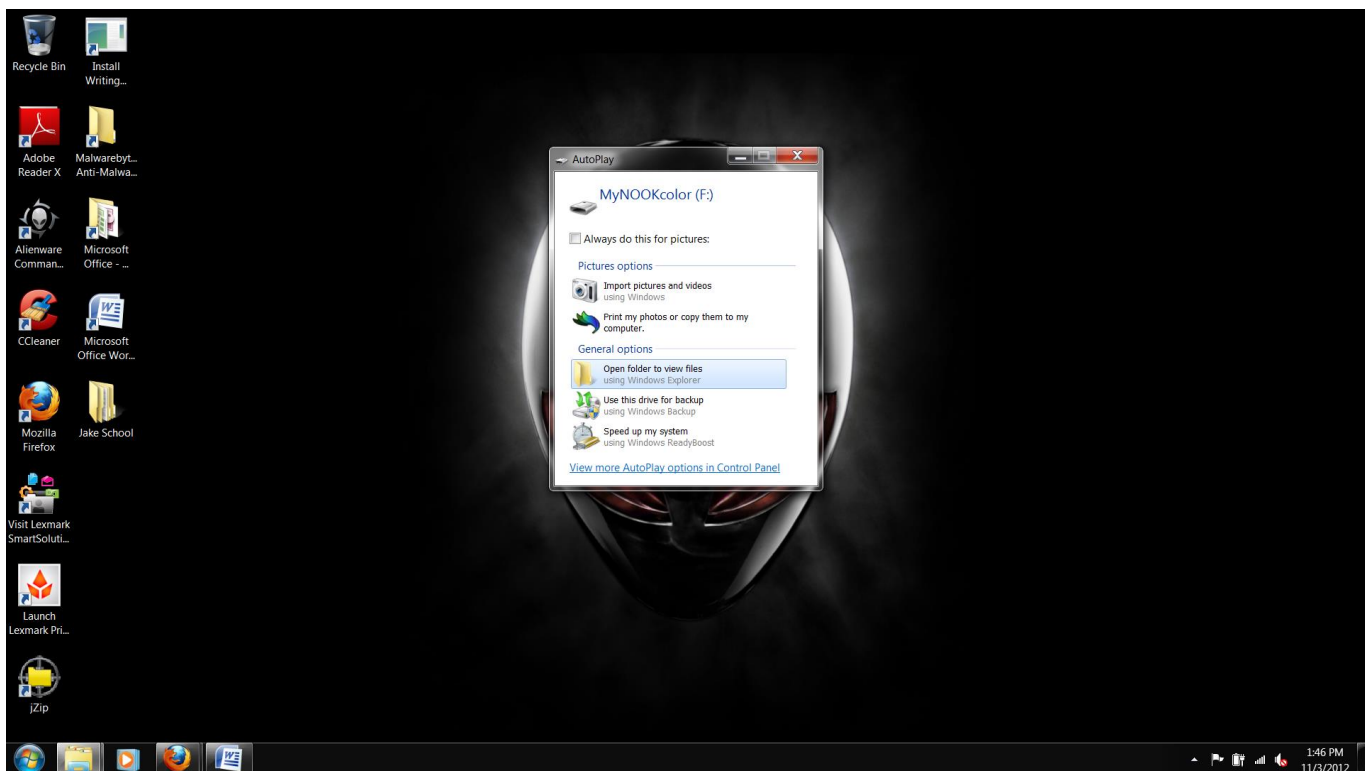 Recycle Bin
Install
Writing...
Adobe
Reader X
Malwarebyt...
Anti-Malwa...
Alienware
Comman...
Microsoft
Office - ...
CCleaner
Microsoft
Office Wor...
Mozilla
Firefox
Jake School
Visit Lexmark
SmartSoluti...
Launch
Lexmark Pri...
jZip
AutoPlay
MyNOOKcolor (F:)
Always do this for pictures:
Pictures options
Import pictures and videos
using Windows
Print my photos or copy them to my
computer.
General options
Open folder to view files
using Windows Explorer
Use this drive for backup
using Windows Backup
Speed up my system
using Windows ReadyBoost
View more AutoPlay options in Control Panel
1:46 PM
11/3/2012